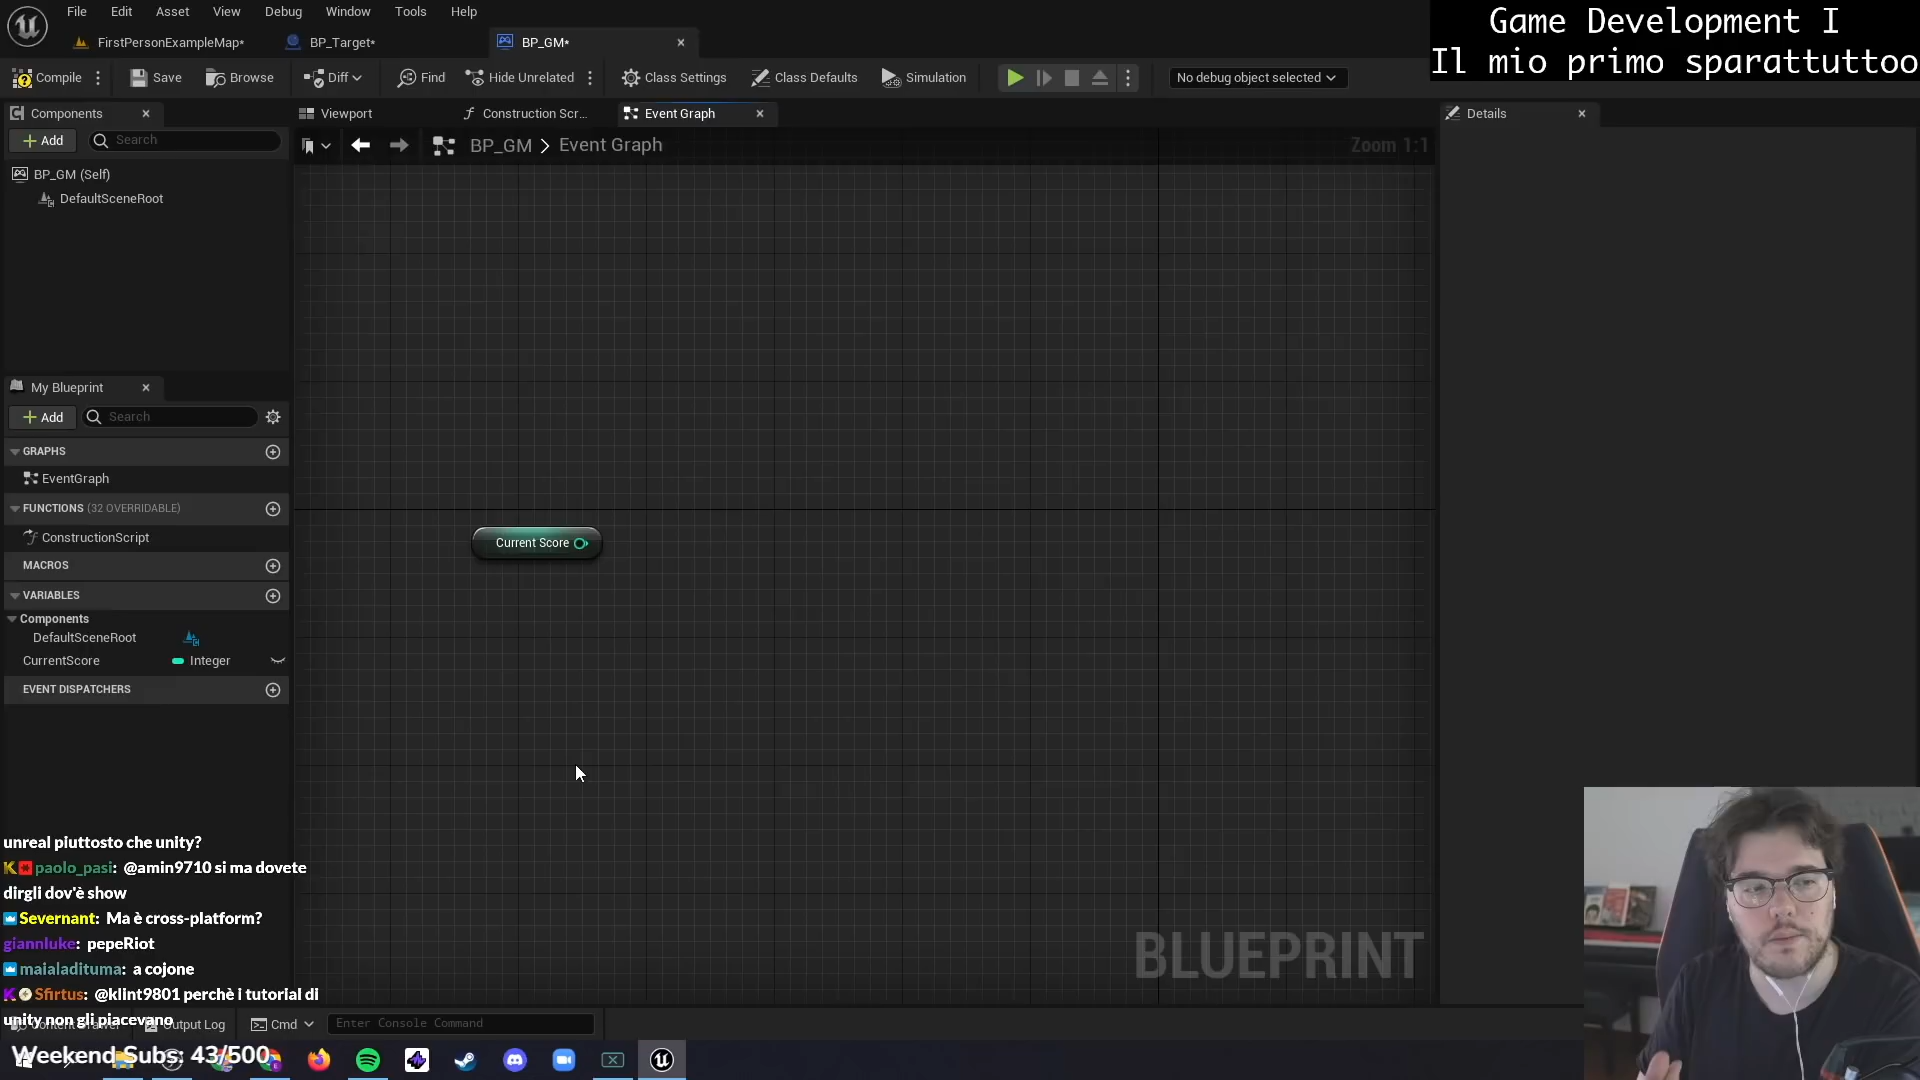 File Edit Asset View Debug Window Tools Help
Game Development I
Il mio primo sparattuttoo
FirstPersonExampleMap* BP_Target* BP_GM*
Compile Save Browse Diff Find Hide Unrelated Class Settings Class Defaults Simulation No debug object selected
Components Viewport Construction Scr... Event Graph Details
Add Search
BP_GM > Event Graph Zoom 1:1
BP_GM (Self)
DefaultSceneRoot
My Blueprint
Add Search
GRAPHS
EventGraph
FUNCTIONS (32 OVERRIDABLE)
ConstructionScript
Current Score
MACROS
VARIABLES
Components
DefaultSceneRoot
CurrentScore Integer
EVENT DISPATCHERS
unreal piuttosto che unity?
paolo_pasi: @amin9710 si ma dovete
dirgli dov'è show
Severnant: Ma è cross-platform?
giannluke: pepeRiot
maialadituma: a cojone
Sfirtus: @klint9801 perchè i tutorial di
unity non gli piacevano
BLUEPRINT
Output Log Cmd Enter Console Command
Weekend Subs: 43/500